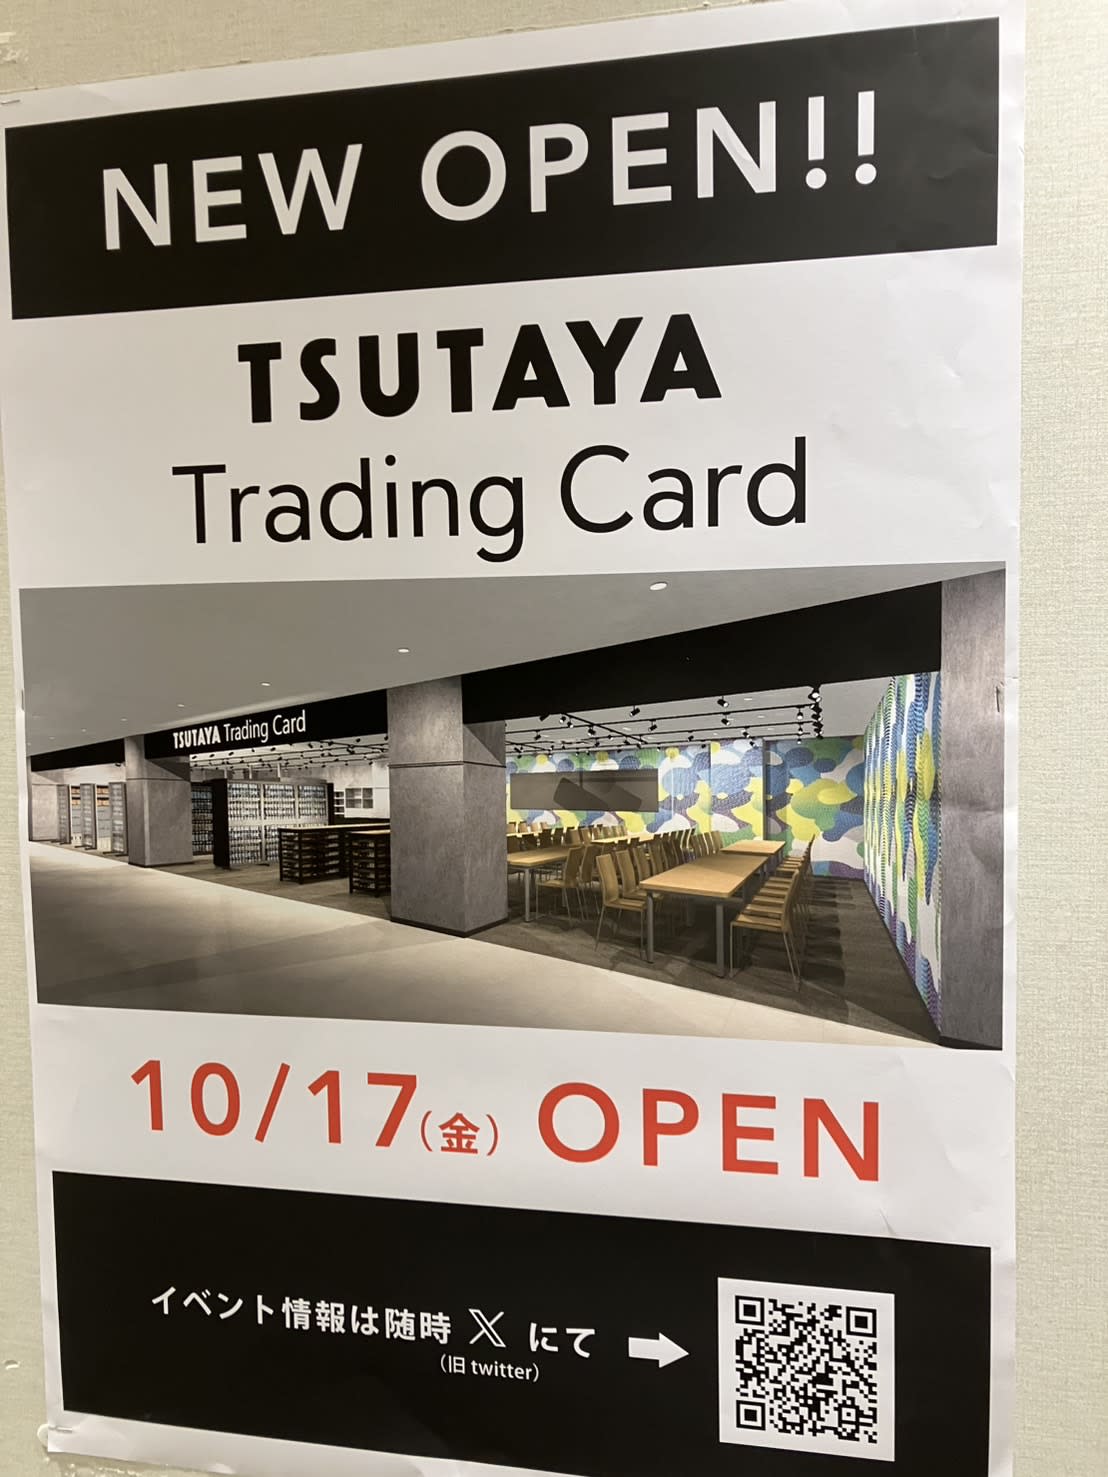 NEW OPEN!!
TSUTAYA
Trading Card
TSUTAYA Trading Card
10/17(金) OPEN
イベント情報は随時 X にて
(旧 twitter)